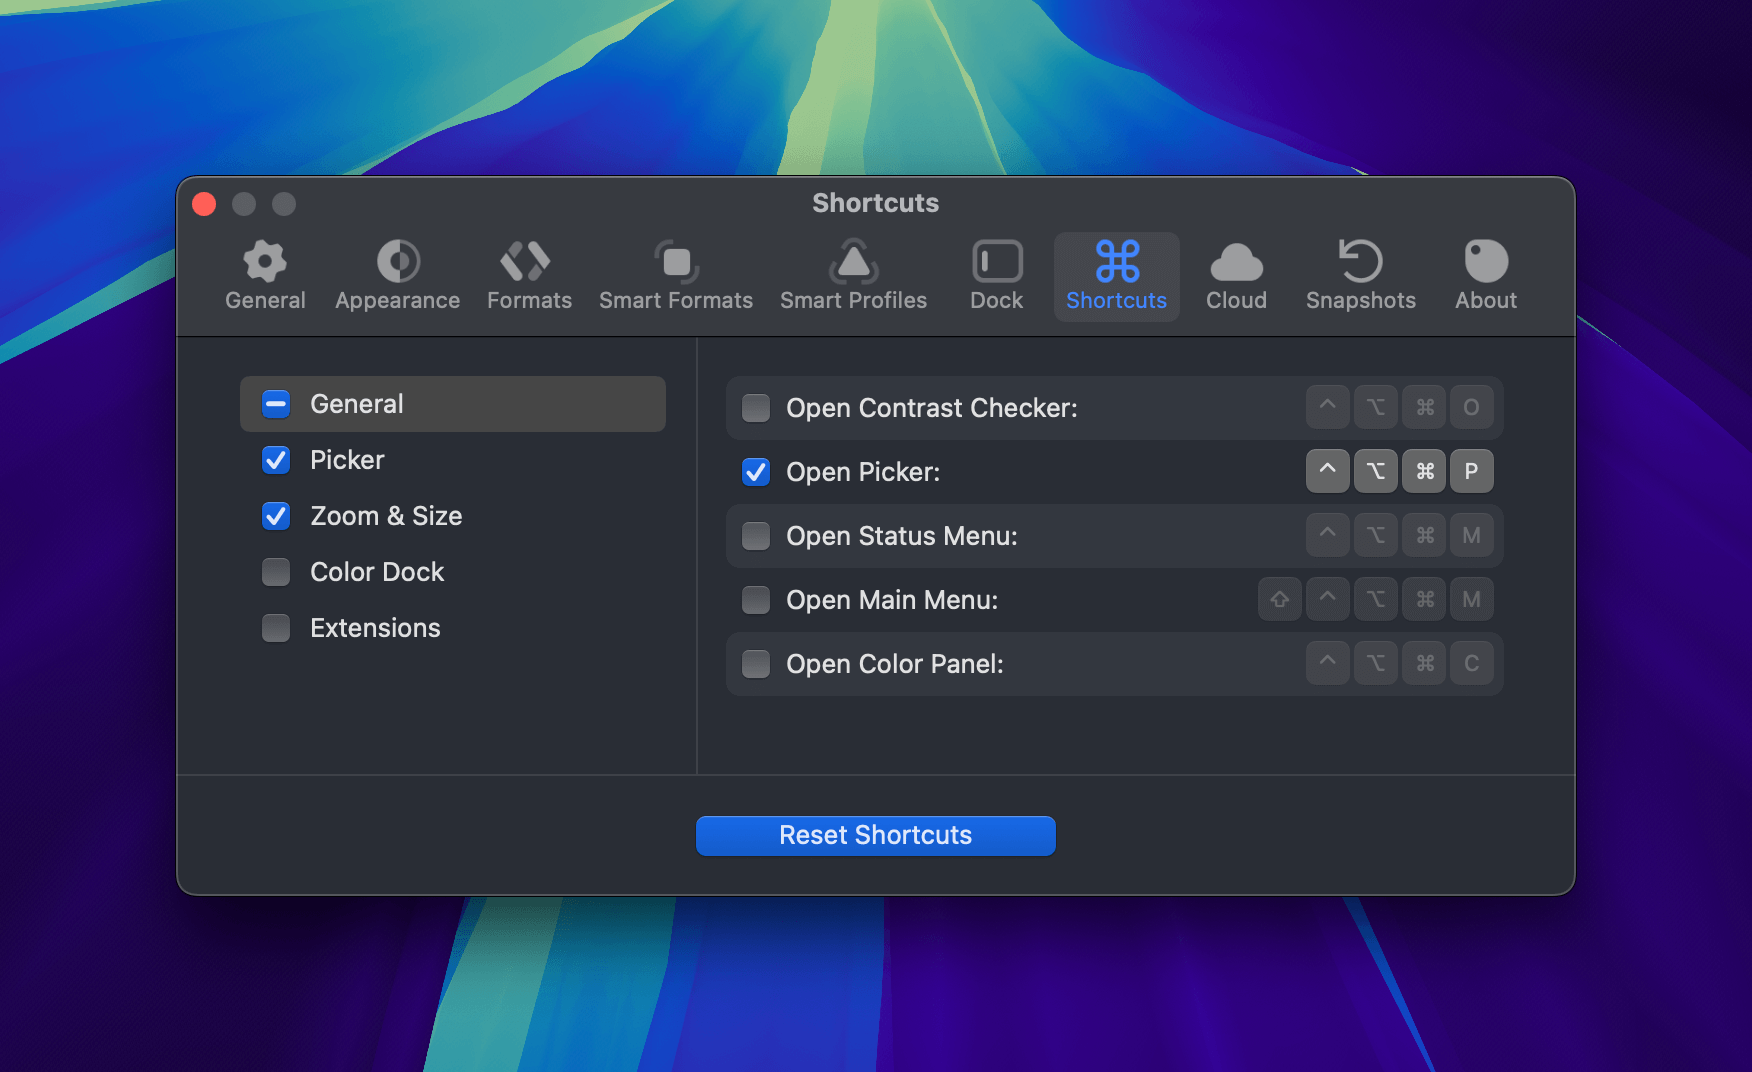 Shortcuts
General Appearance Formats Smart Formats Smart Profiles Dock Shortcuts Cloud Snapshots About
General
Picker
Zoom & Size
Color Dock
Extensions
Open Contrast Checker: ^ ⌥ ⌘ O
Open Picker: ^ ⌥ ⌘ P
Open Status Menu: ^ ⌥ ⌘ M
Open Main Menu: ⇧ ^ ⌥ ⌘ M
Open Color Panel: ^ ⌥ ⌘ C
Reset Shortcuts